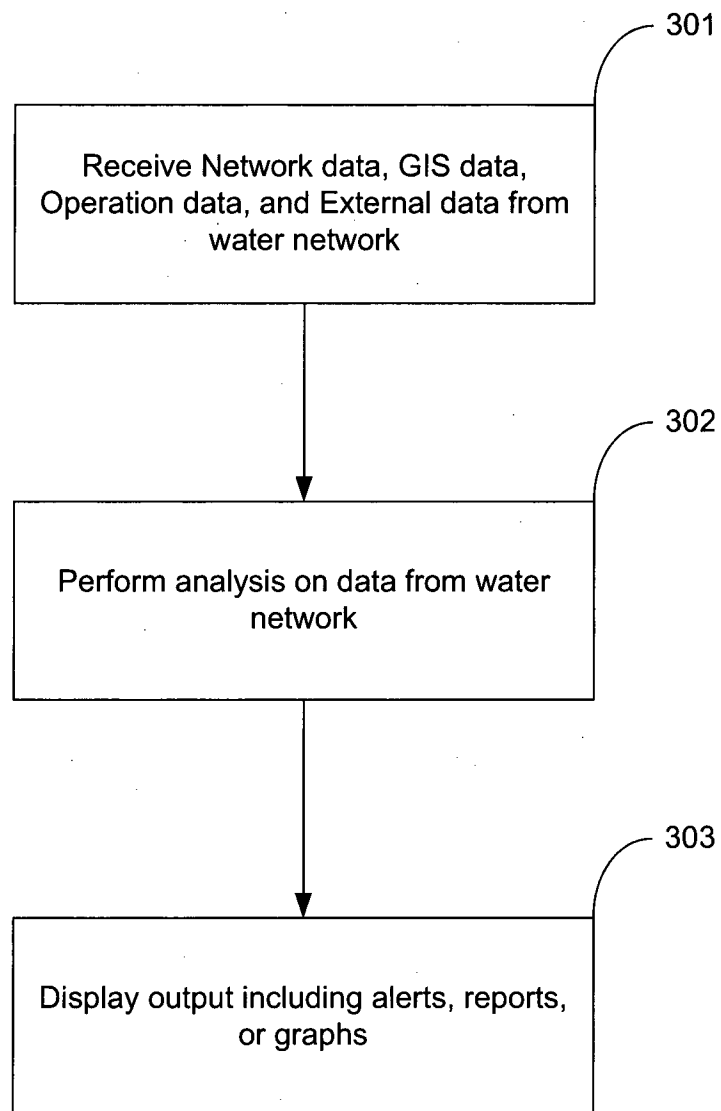 301
Receive Network data, GIS data,
Operation data, and External data from
water network
302
Perform analysis on data from water
network
303
Display output including alerts, reports,
or graphs